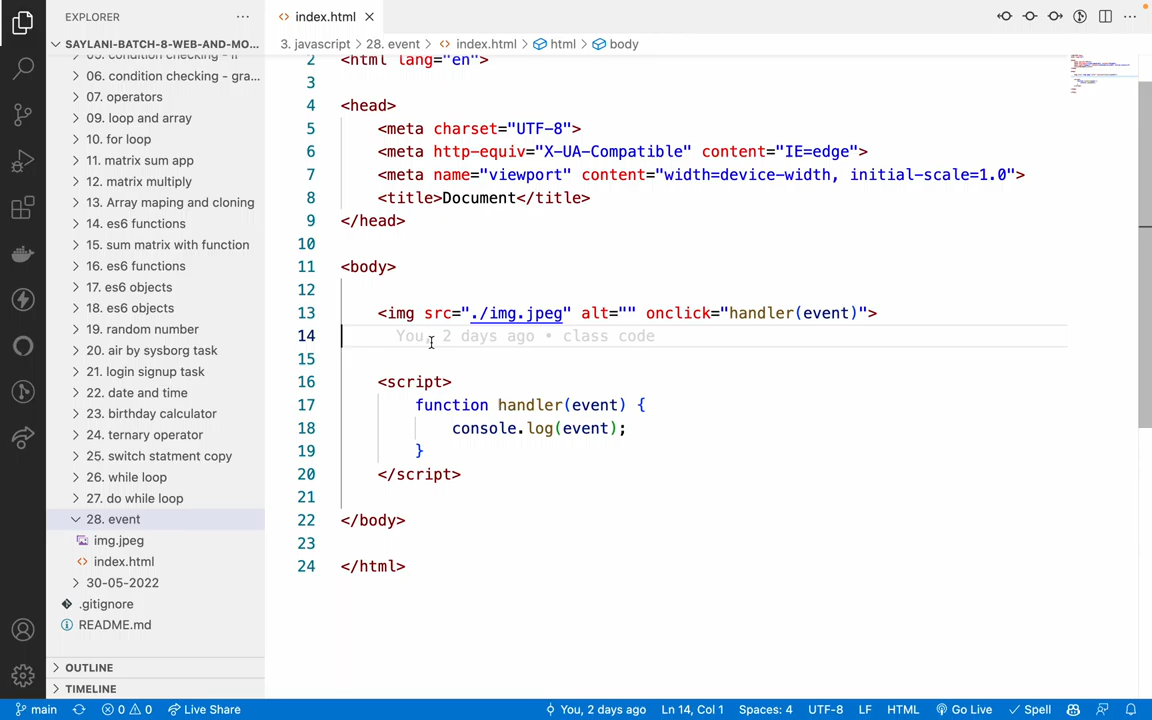 EXPLORER
index.html
SAYLANI-BATCH-8-WEB-AND-MO...
3. javascript > 28. event > index.html > html > body
05. condition checking - if
06. condition checking - gra...
07. operators
09. loop and array
10. for loop
11. matrix sum app
12. matrix multiply
13. Array maping and cloning
14. es6 functions
15. sum matrix with function
16. es6 functions
17. es6 objects
18. es6 objects
19. random number
20. air by sysborg task
21. login signup task
22. date and time
23. birthday calculator
24. ternary operator
25. switch statment copy
26. while loop
27. do while loop
28. event
img.jpeg
index.html
30-05-2022
.gitignore
README.md
OUTLINE
TIMELINE
2 <html lang="en">
3
4 <head>
5 <meta charset="UTF-8">
6 <meta http-equiv="X-UA-Compatible" content="IE=edge">
7 <meta name="viewport" content="width=device-width, initial-scale=1.0">
8 <title>Document</title>
9 </head>
10
11 <body>
12
13 <img src="./img.jpeg" alt="" onclick="handler(event)">
14 You, 2 days ago • class code
15
16 <script>
17 function handler(event) {
18 console.log(event);
19 }
20 </script>
21
22 </body>
23
24 </html>
main 0 0 Live Share You, 2 days ago Ln 14, Col 1 Spaces: 4 UTF-8 LF HTML Go Live Spell